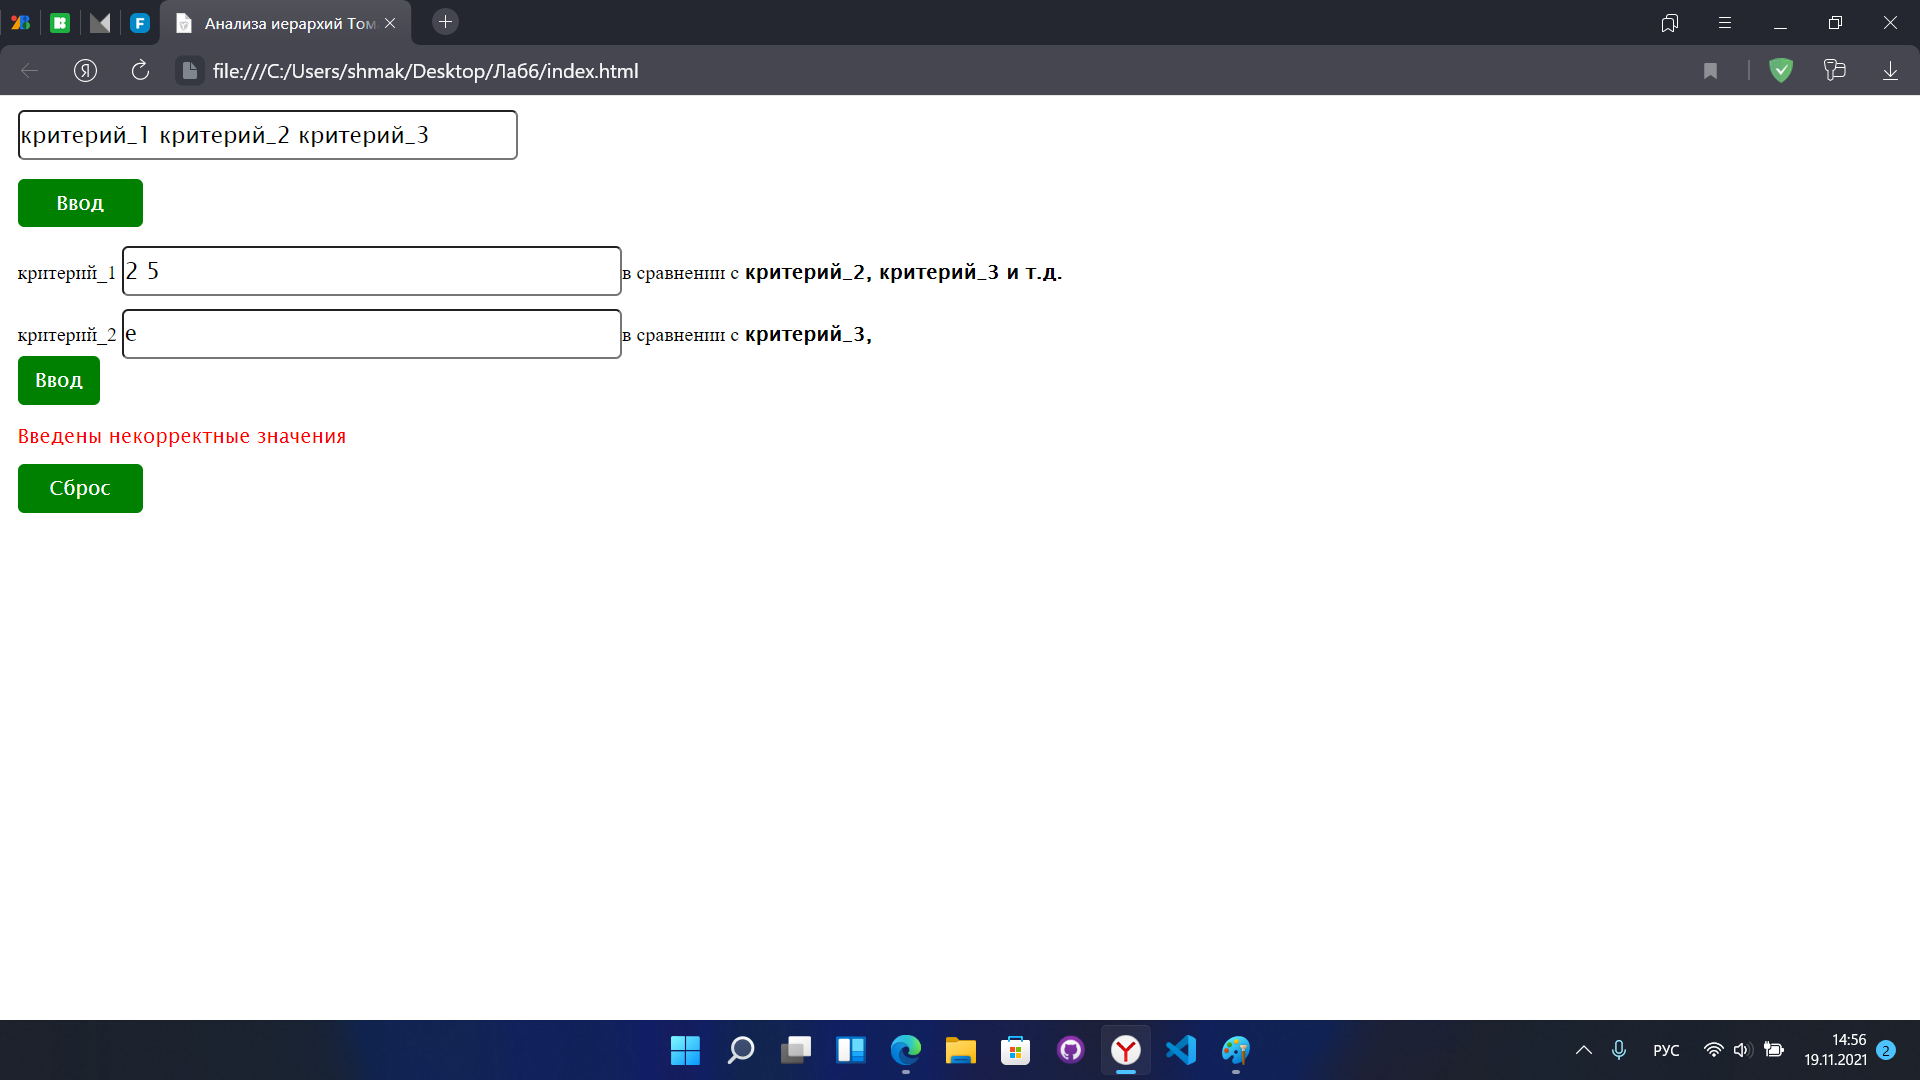 Анализа иерархий Том
Я
file:///C:/Users/shmak/Desktop/Лаб6/index.html
критерий_1 критерий_2 критерий_3
Ввод
критерий_1 2 5 в сравнении с критерий_2, критерий_3 и т.д.
критерий_2 е в сравнении с критерий_3,
Ввод
Введены некорректные значения
Сброс
РУС
14:56
19.11.2021
2